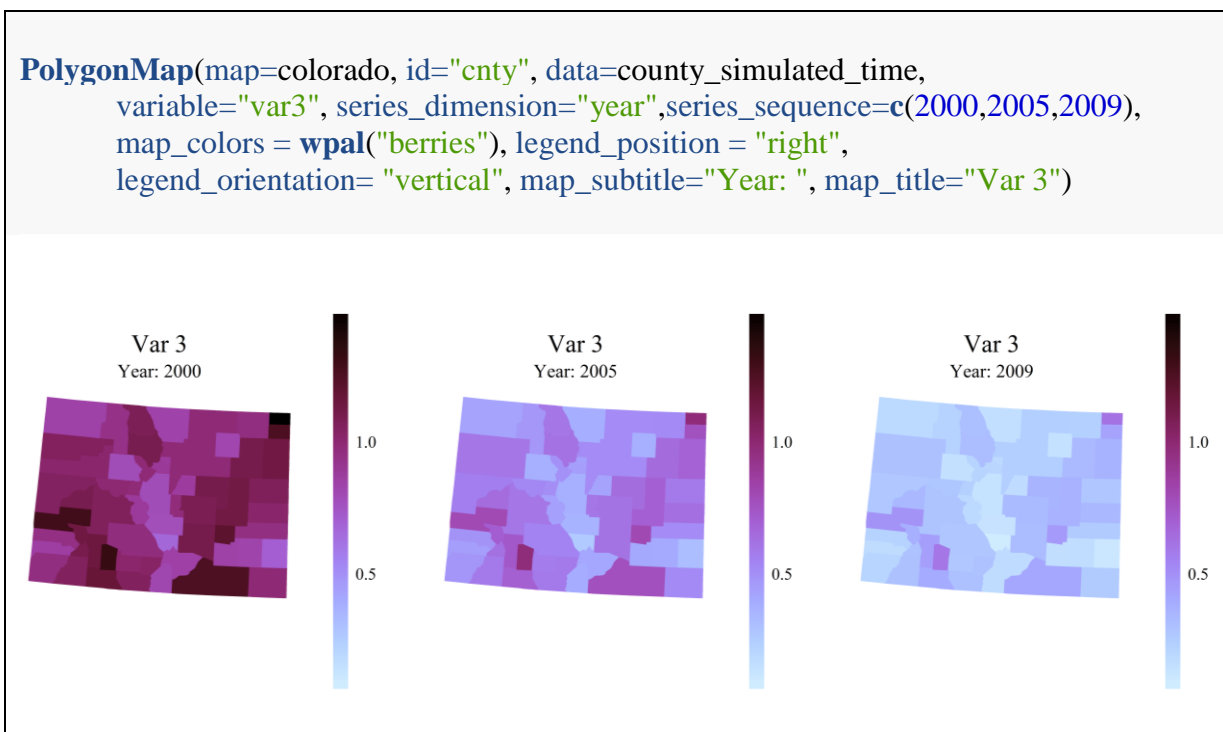 PolygonMap(map=colorado, id="cnty", data=county_simulated_time,
variable="var3", series_dimension="year",series_sequence=c(2000,2005,2009),
map_colors = wpal("berries"), legend_position = "right",
legend_orientation= "vertical", map_subtitle="Year: ", map_title="Var 3")
Var 3
Year: 2000
1.0
0.5
Var 3
Year: 2005
1.0
0.5
Var 3
Year: 2009
1.0
0.5